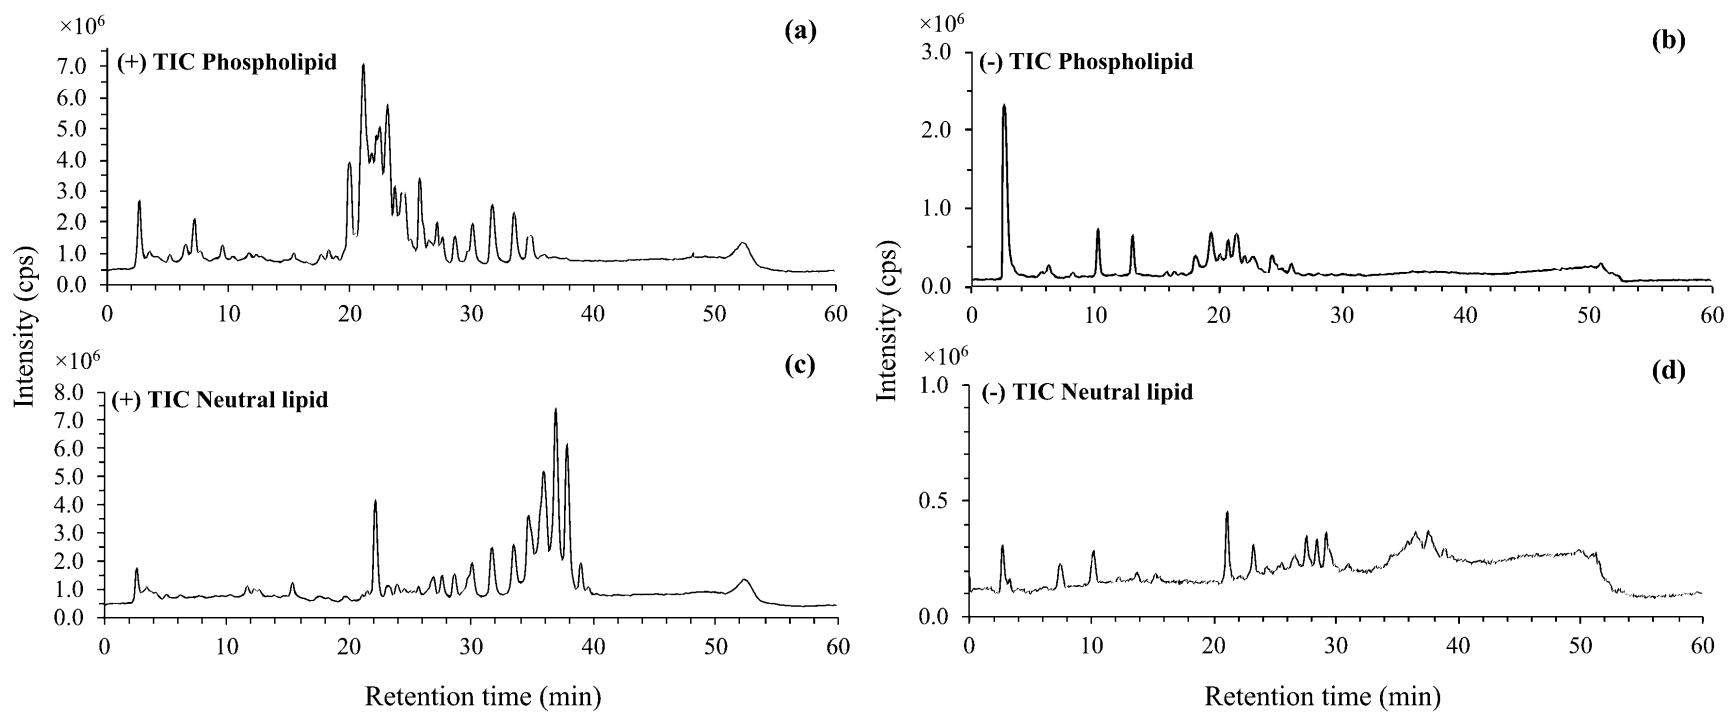 ×10⁶
(a)
(+) TIC Phospholipid
7.0
6.0
5.0
4.0
3.0
2.0
1.0
0.0
0 10 20 30 40 50 60
×10⁶
(b)
3.0
(-) TIC Phospholipid
2.0
1.0
0.0
0 10 20 30 40 50 60
Intensity (cps)
Intensity (cps)
×10⁶
(c)
8.0
(+) TIC Neutral lipid
7.0
6.0
5.0
4.0
3.0
2.0
1.0
0.0
0 10 20 30 40 50 60
Retention time (min)
×10⁶
(d)
1.0
(-) TIC Neutral lipid
0.5
0.0
0 10 20 30 40 50 60
Retention time (min)